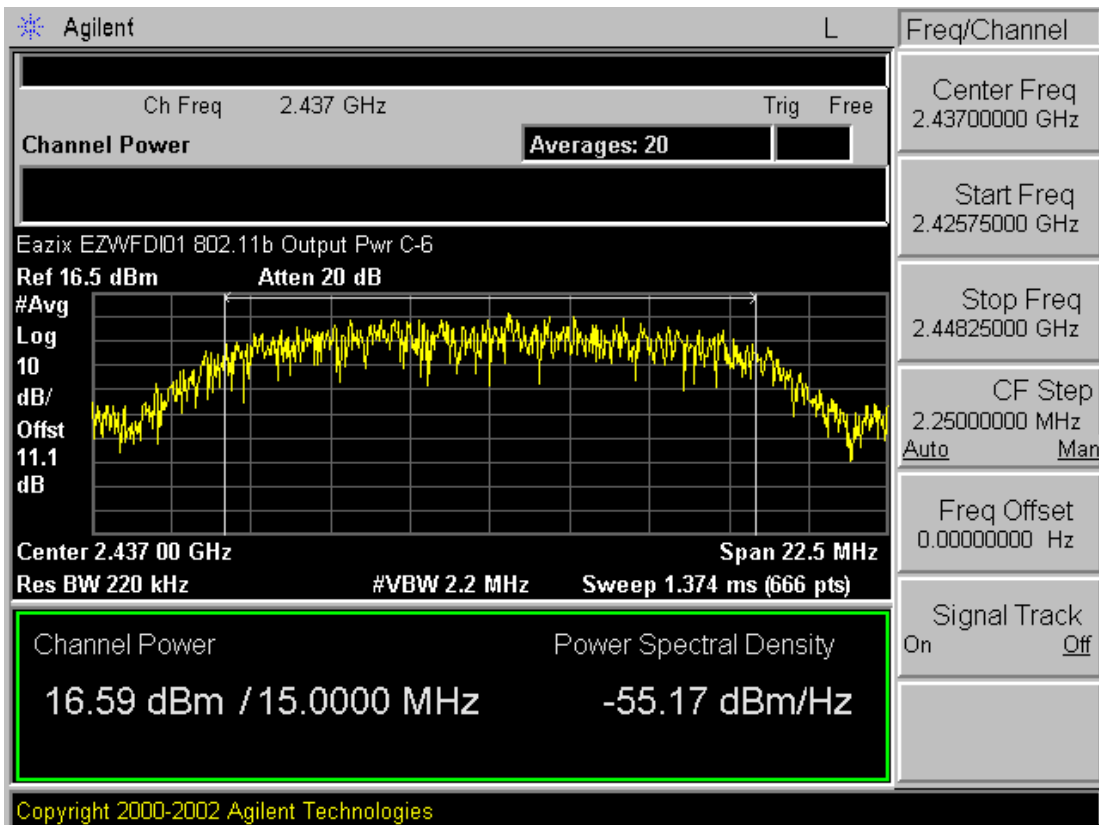 Agilent L
Freq/Channel
Ch Freq 2.437 GHz Trig Free
Channel Power Averages: 20
Eazix EZWFDI01 802.11b Output Pwr C-6
Ref 16.5 dBm Atten 20 dB
#Avg
Log
10
dB/
Offst
11.1
dB
Center 2.437 00 GHz Span 22.5 MHz
Res BW 220 kHz #VBW 2.2 MHz Sweep 1.374 ms (666 pts)
Channel Power Power Spectral Density
16.59 dBm / 15.0000 MHz -55.17 dBm/Hz
Center Freq
2.43700000 GHz
Start Freq
2.42575000 GHz
Stop Freq
2.44825000 GHz
CF Step
2.25000000 MHz
Auto Man
Freq Offset
0.00000000 Hz
Signal Track
On Off
Copyright 2000-2002 Agilent Technologies